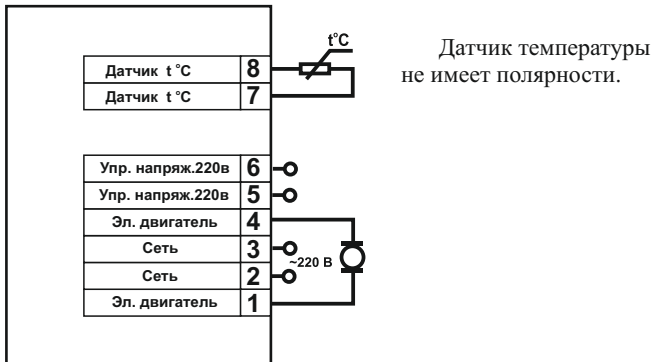 t°C
Датчик температуры
не имеет полярности.
Датчик t °C 8
Датчик t °C 7
Упр. напряж.220в 6
Упр. напряж.220в 5
Эл. двигатель 4
Сеть 3
~220 В
Сеть 2
Эл. двигатель 1